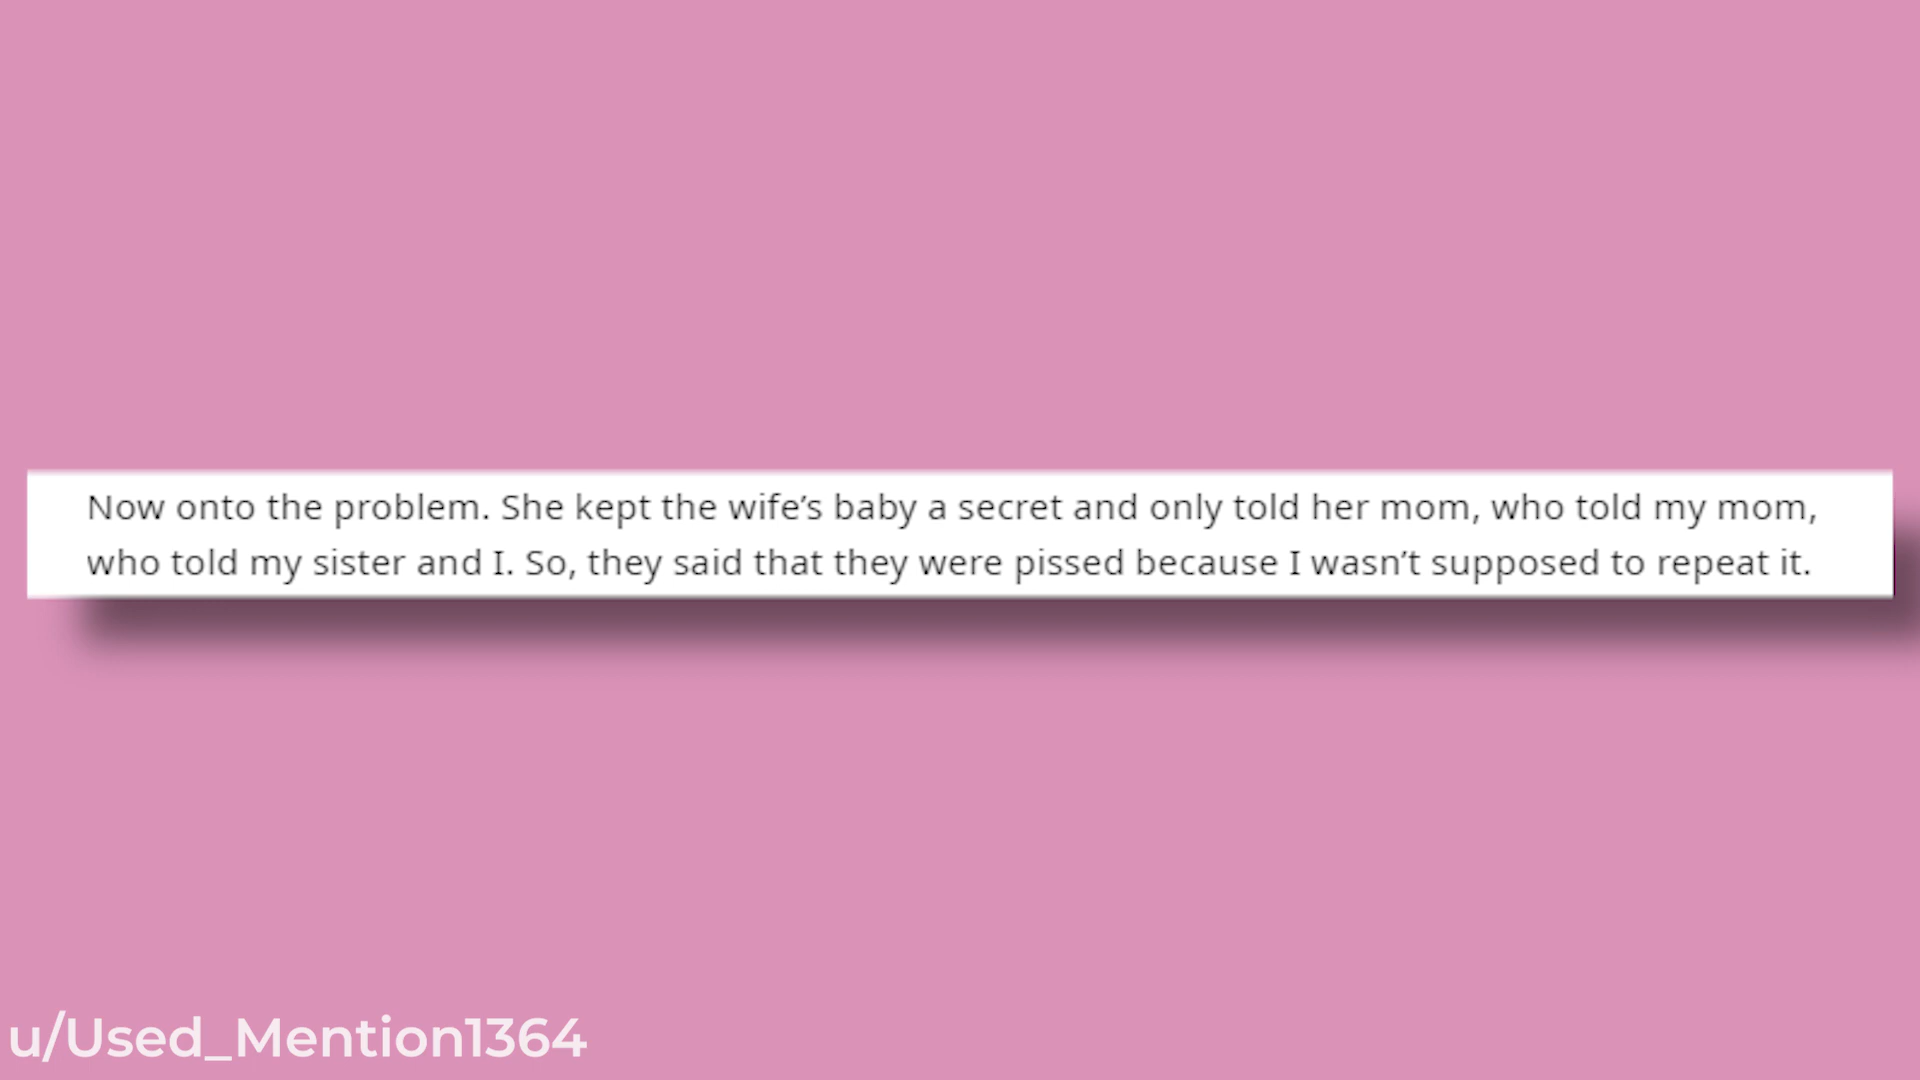 Now onto the problem. She kept the wife’s baby a secret and only told her mom, who told my mom,
who told my sister and I. So, they said that they were pissed because I wasn’t supposed to repeat it.
u/Used_Mention1364